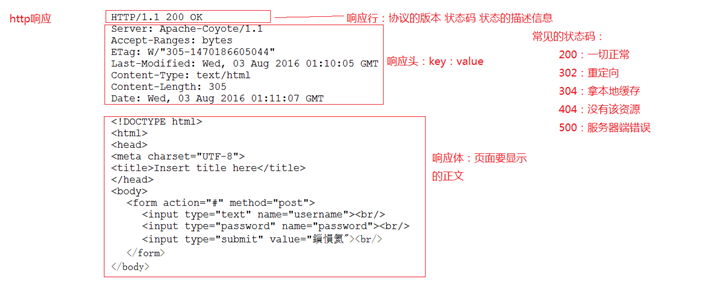 http响应
HTTP/1.1 200 OK
响应行：协议的版本 状态码 状态的描述信息
Server: Apache-Coyote/1.1
Accept-Ranges: bytes
ETag: W/"305-1470186605044"
Last-Modified: Wed, 03 Aug 2016 01:10:05 GMT
Content-Type: text/html
Content-Length: 305
Date: Wed, 03 Aug 2016 01:11:07 GMT
响应头：key：value
常见的状态码：
200：一切正常
302：重定向
304：拿本地缓存
404：没有该资源
500：服务器端错误
<!DOCTYPE html>
<html>
<head>
<meta charset="UTF-8">
<title>Insert title here</title>
</head>
<body>
<form action="#" method="post">
<input type="text" name="username"><br/>
<input type="password" name="password"><br/>
<input type="submit" value="鎻愪氦"><br/>
</form>
</body>
响应体：页面要显示
的正文